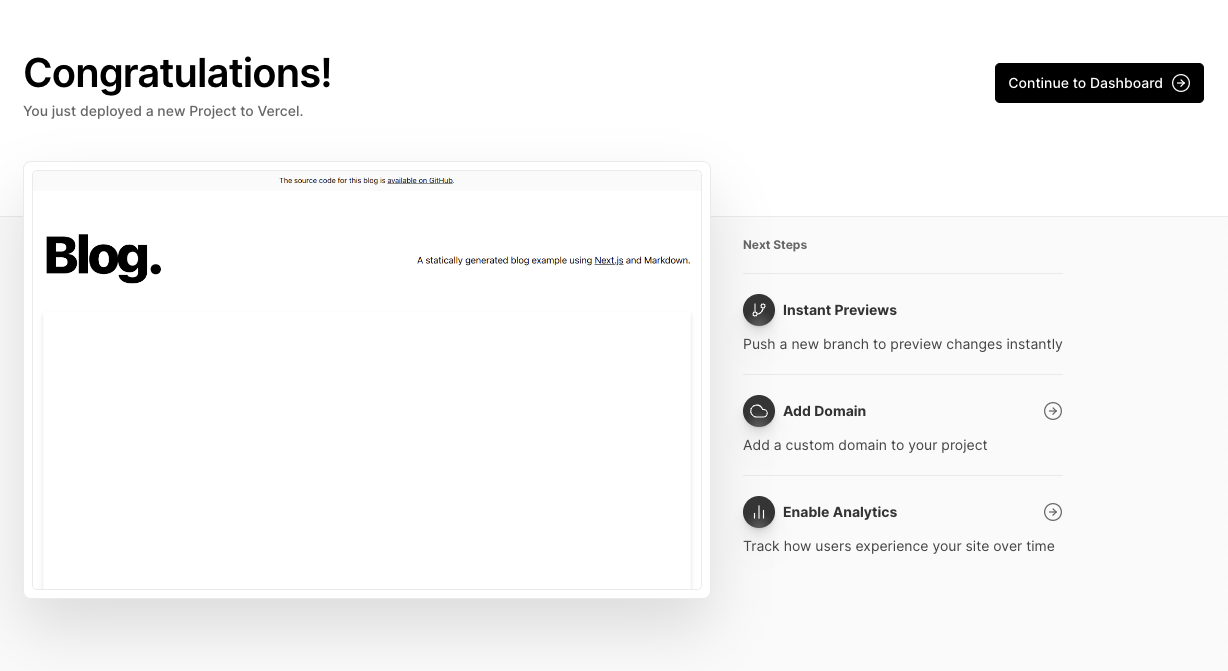 Congratulations!
You just deployed a new Project to Vercel.
Continue to Dashboard
The source code for this blog is available on GitHub.
Blog.
A statically generated blog example using Next.js and Markdown.
Next Steps
Instant Previews
Push a new branch to preview changes instantly
Add Domain
Add a custom domain to your project
Enable Analytics
Track how users experience your site over time